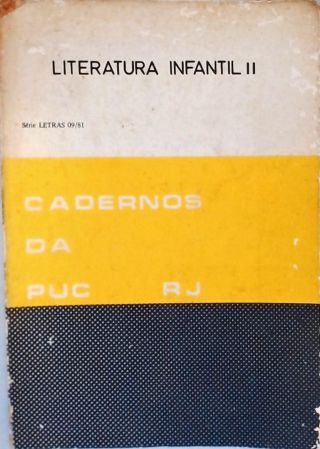 LITERATURA INFANTIL II
Série LETRAS 09/81
CADERNOS
DA
PUC RJ